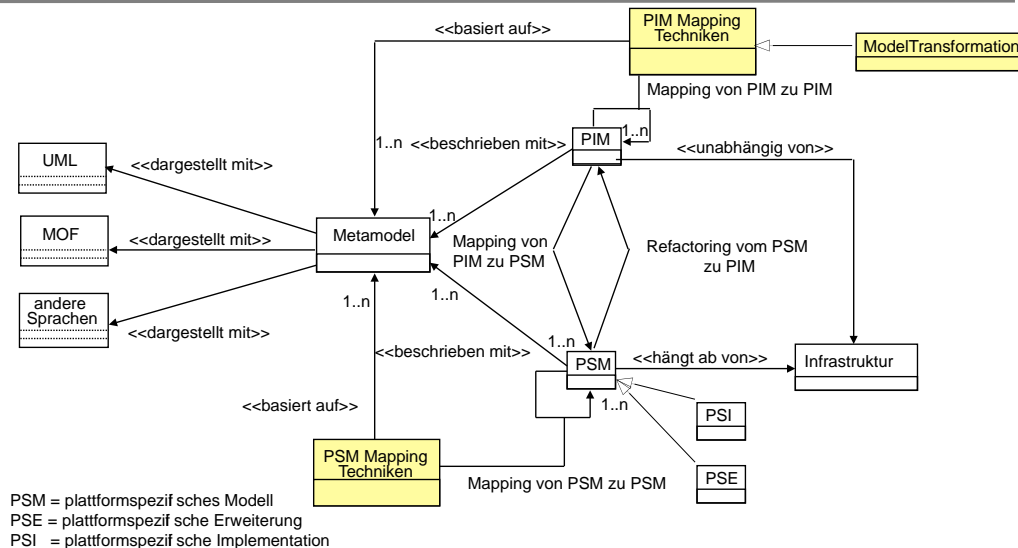 <<basiert auf>>
PIM Mapping
Techniken
ModelTransformation
Mapping von PIM zu PIM
1..n
<<beschrieben mit>>
PIM
1..n
<<unabhängig von>>
UML
<<dargestellt mit>>
1..n
MOF
<<dargestellt mit>>
Metamodel
Mapping von
PIM zu PSM
Refactoring vom PSM
zu PIM
andere
Sprachen
<<dargestellt mit>>
1..n
1..n
1..n
<<beschrieben mit>>
PSM
<<hängt ab von>>
Infrastruktur
1..n
<<basiert auf>>
PSI
PSM Mapping
Techniken
Mapping von PSM zu PSM
PSE
PSM = plattformspezif sches Modell
PSE = plattformspezif sche Erweiterung
PSI = plattformspezif sche Implementation